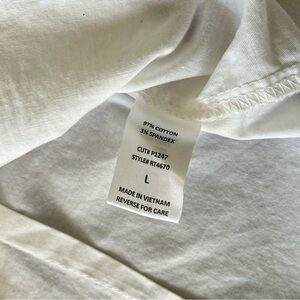 97% COTTON
3% SPANDEX
CUT# P1247
STYLE# RT4670
L
MADE IN VIETNAM
REVERSE FOR CARE